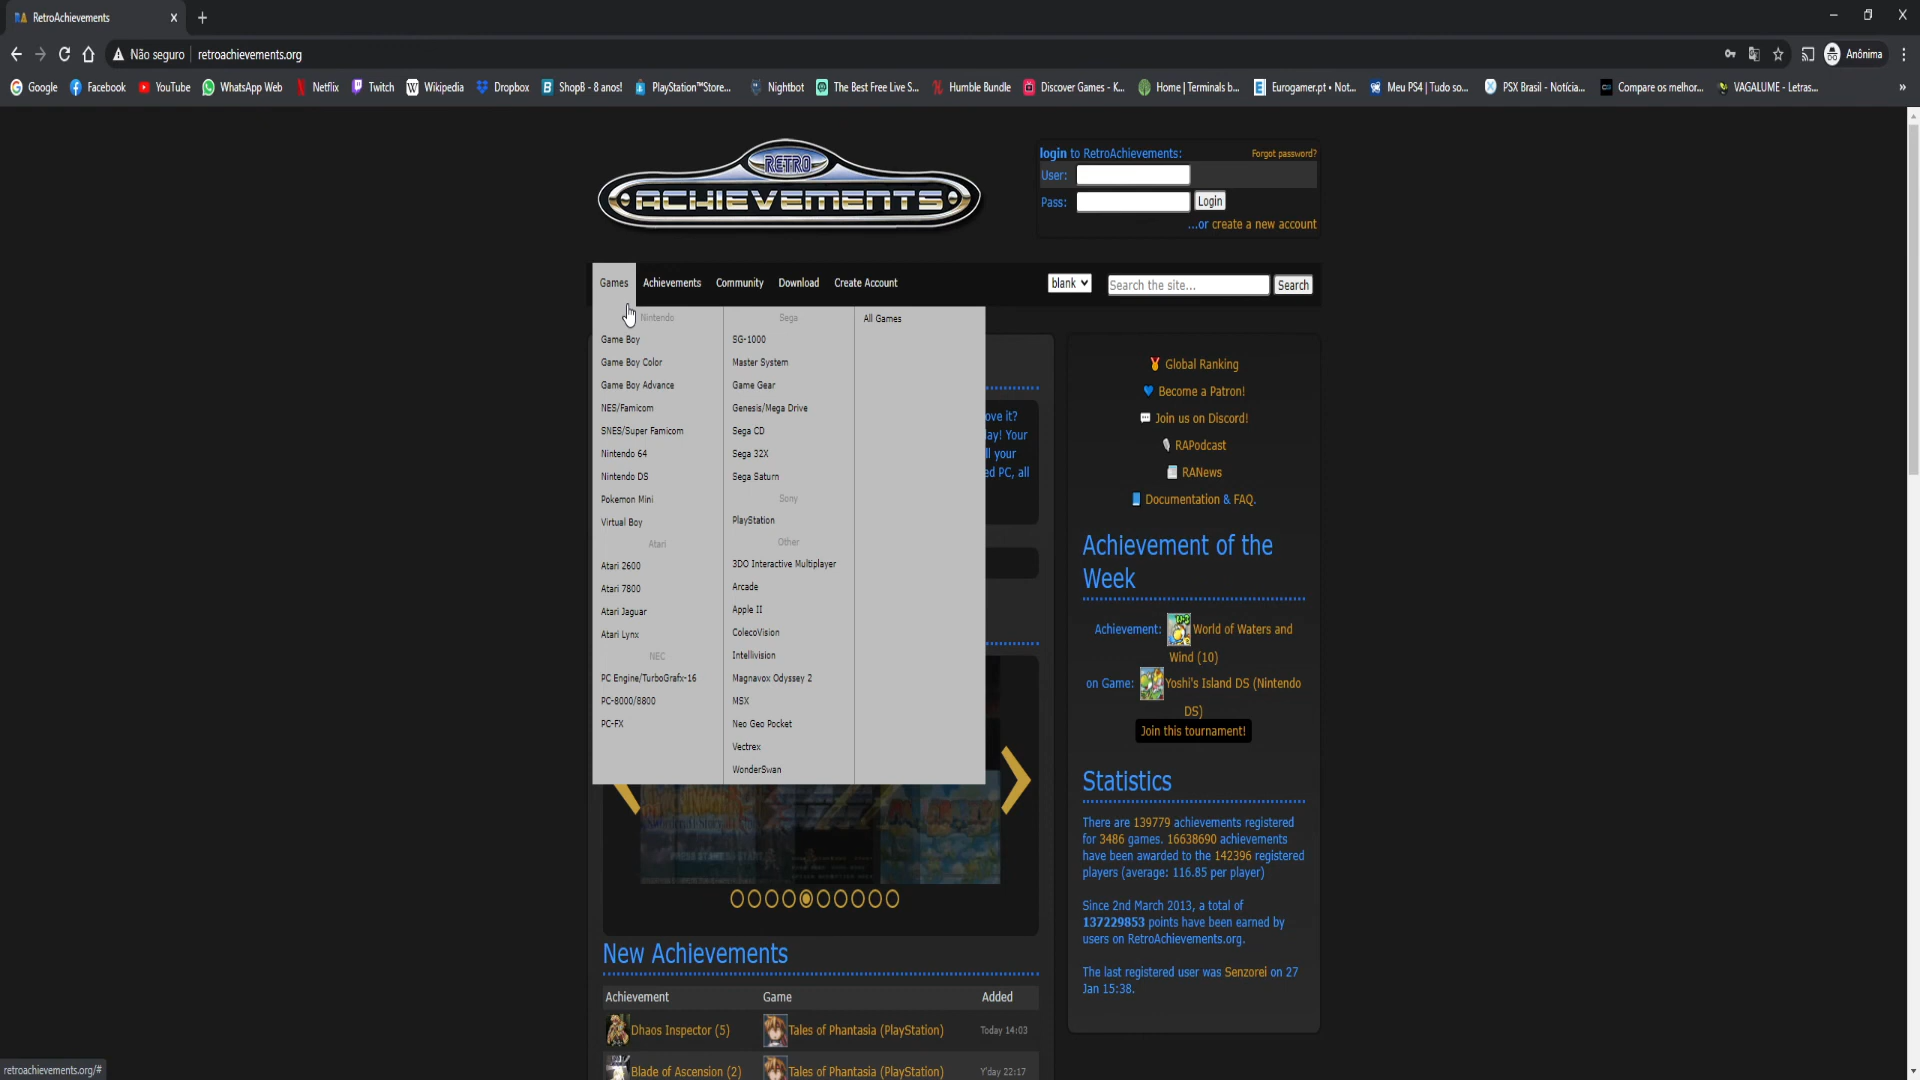 RetroAchievements
Não seguro
retroachievements.org
Anônima
Google
Facebook
YouTube
WhatsApp Web
Netflix
Twitch
Wikipedia
Dropbox
ShopB - 8 anos!
PlayStation™Store...
Nightbot
The Best Free Live S...
Humble Bundle
Discover Games - K...
Home | Terminals b...
Eurogamer.pt • Not...
Meu PS4 | Tudo so...
PSX Brasil - Notícia...
Compare os melhor...
VAGALUME - Letras...
RETRO
ACHIEVEMENTS
login to RetroAchievements:
Forgot password?
User:
Pass:
Login
...or create a new account
Games
Achievements
Community
Download
Create Account
blank
Search the site...
Search
Nintendo
Game Boy
Game Boy Color
Game Boy Advance
NES/Famicom
SNES/Super Famicom
Nintendo 64
Nintendo DS
Pokemon Mini
Virtual Boy
Atari
Atari 2600
Atari 7800
Atari Jaguar
Atari Lynx
NEC
PC Engine/TurboGrafx-16
PC-8000/8800
PC-FX
Sega
SG-1000
Master System
Game Gear
Genesis/Mega Drive
Sega CD
Sega 32X
Sega Saturn
Sony
PlayStation
Other
3DO Interactive Multiplayer
Arcade
Apple II
ColecoVision
Intellivision
Magnavox Odyssey 2
MSX
Neo Geo Pocket
Vectrex
WonderSwan
All Games
ove it?
lay! Your
ll your
ed PC, all
New Achievements
Achievement Game Added
Dhaos Inspector (5) Tales of Phantasia (PlayStation) Today 14:03
Blade of Ascension (2) Tales of Phantasia (PlayStation) Y'day 22:17
Global Ranking
Become a Patron!
Join us on Discord!
RAPodcast
RANews
Documentation & FAQ.
Achievement of the
Week
Achievement: World of Waters and
Wind (10)
on Game: Yoshi's Island DS (Nintendo
DS)
Join this tournament!
Statistics
There are 139779 achievements registered
for 3486 games. 16638690 achievements
have been awarded to the 142396 registered
players (average: 116.85 per player)
Since 2nd March 2013, a total of
137229853 points have been earned by
users on RetroAchievements.org.
The last registered user was Senzorei on 27
Jan 15:38.
retroachievements.org/#